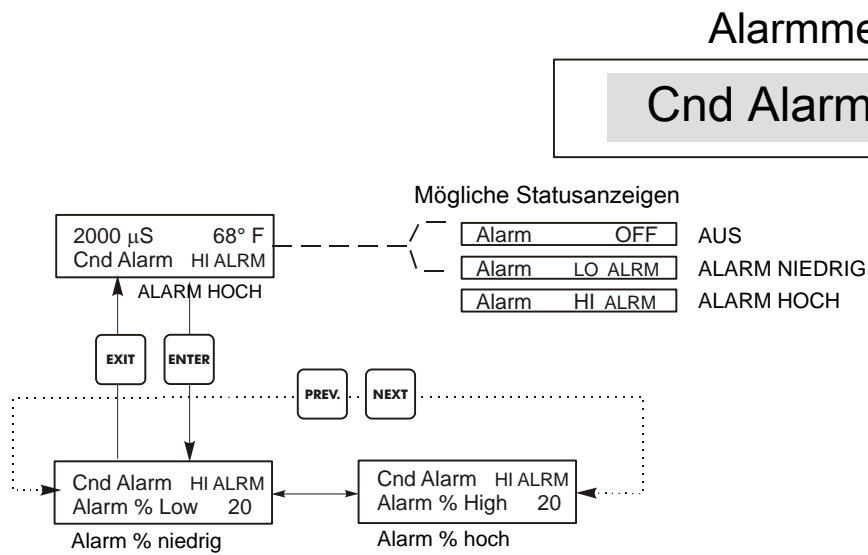 Alarmme
Cnd Alarm
Mögliche Statusanzeigen
2000 µS 68° F
Cnd Alarm HI ALRM
ALARM HOCH
Alarm OFF AUS
Alarm LO ALRM ALARM NIEDRIG
Alarm HI ALRM ALARM HOCH
EXIT
ENTER
PREV.
NEXT
Cnd Alarm HI ALRM
Alarm % Low 20
Alarm % niedrig
Cnd Alarm HI ALRM
Alarm % High 20
Alarm % hoch